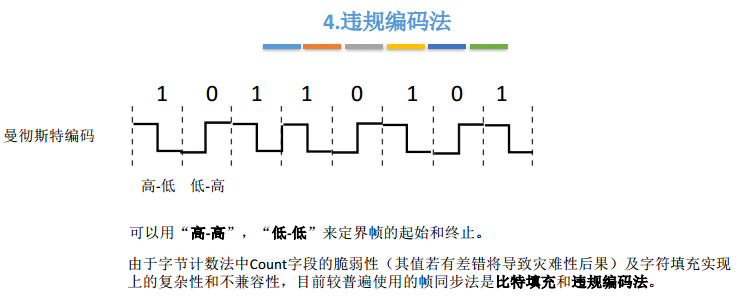 4.违规编码法
1 0 1 1 0 1 0 1
曼彻斯特编码
高-低 低-高
可以用“高-高”，“低-低”来定界帧的起始和终止。
由于字节计数法中Count字段的脆弱性（其值若有差错将导致灾难性后果）及字符填充实现
上的复杂性和不兼容性，目前较普遍使用的帧同步法是比特填充和违规编码法。